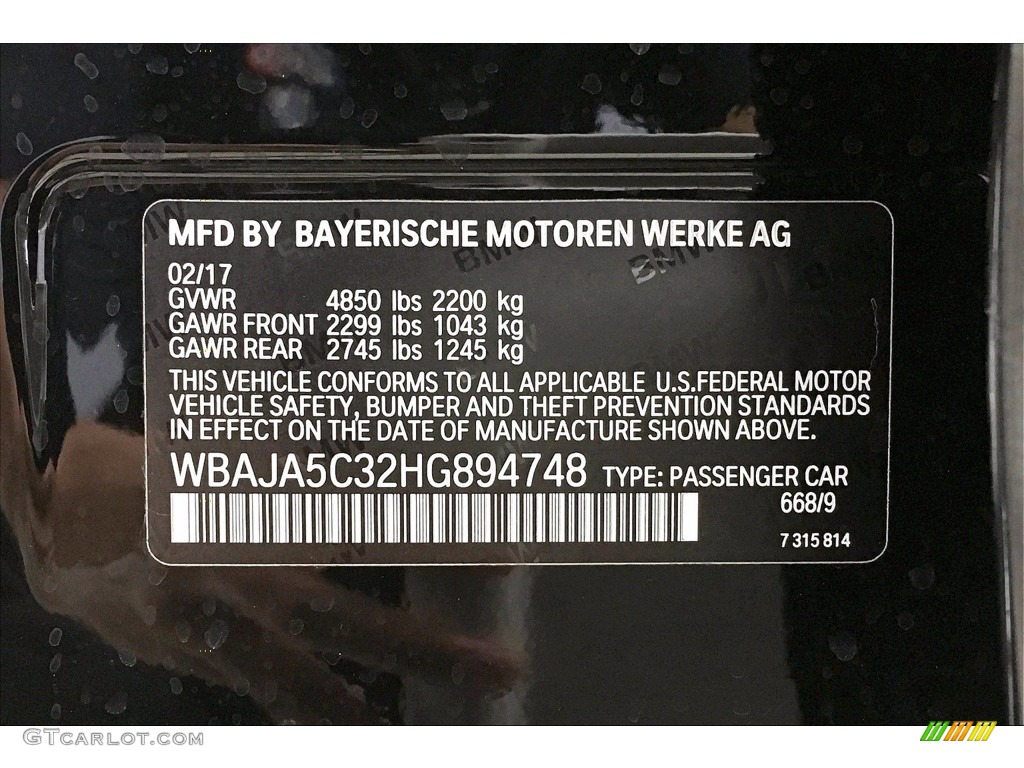 MFD BY BAYERISCHE MOTOREN WERKE AG
02/17
GVWR 4850 lbs 2200 kg
GAWR FRONT 2299 lbs 1043 kg
GAWR REAR 2745 lbs 1245 kg
THIS VEHICLE CONFORMS TO ALL APPLICABLE U.S.FEDERAL MOTOR
VEHICLE SAFETY, BUMPER AND THEFT PREVENTION STANDARDS
IN EFFECT ON THE DATE OF MANUFACTURE SHOWN ABOVE.
WBAJA5C32HG894748 TYPE: PASSENGER CAR
668/9
7 315 814
GTCARLOT.COM